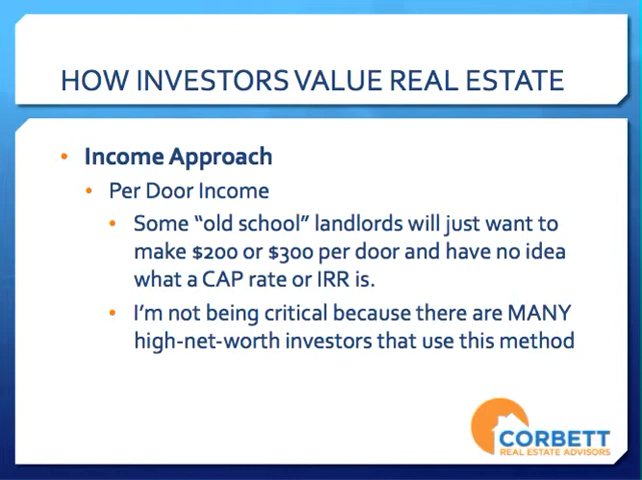 HOW INVESTORS VALUE REAL ESTATE
• Income Approach
• Per Door Income
• Some “old school” landlords will just want to
make $200 or $300 per door and have no idea
what a CAP rate or IRR is.
• I’m not being critical because there are MANY
high-net-worth investors that use this method
CORBETT
REAL ESTATE ADVISORS